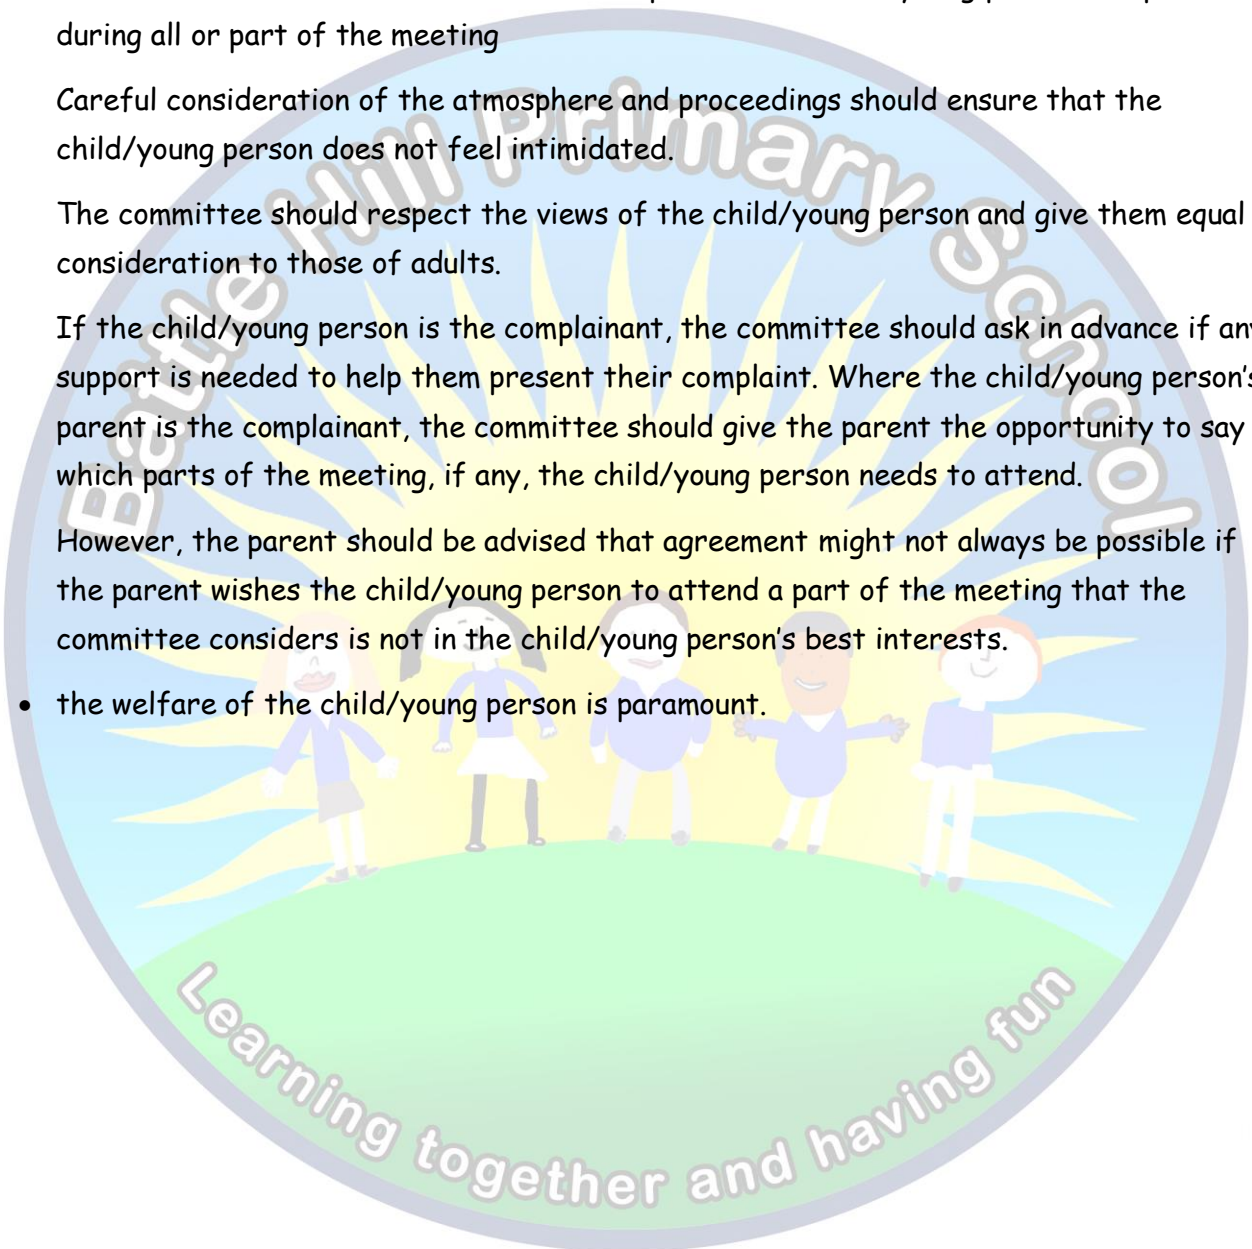 during all or part of the meeting
Careful consideration of the atmosphere and proceedings should ensure that the
child/young person does not feel intimidated.
The committee should respect the views of the child/young person and give them equal
consideration to those of adults.
If the child/young person is the complainant, the committee should ask in advance if any
support is needed to help them present their complaint. Where the child/young person's
parent is the complainant, the committee should give the parent the opportunity to say
which parts of the meeting, if any, the child/young person needs to attend.
However, the parent should be advised that agreement might not always be possible if
the parent wishes the child/young person to attend a part of the meeting that the
committee considers is not in the child/young person's best interests.
• the welfare of the child/young person is paramount.
Battle Hill Primary School
Learning together and having fun